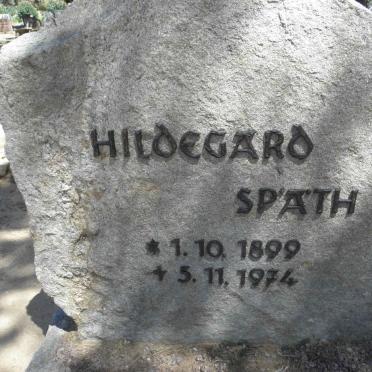 HILDEGARD
SPÄTH
* 1. 10. 1899
+ 5. 11. 1974